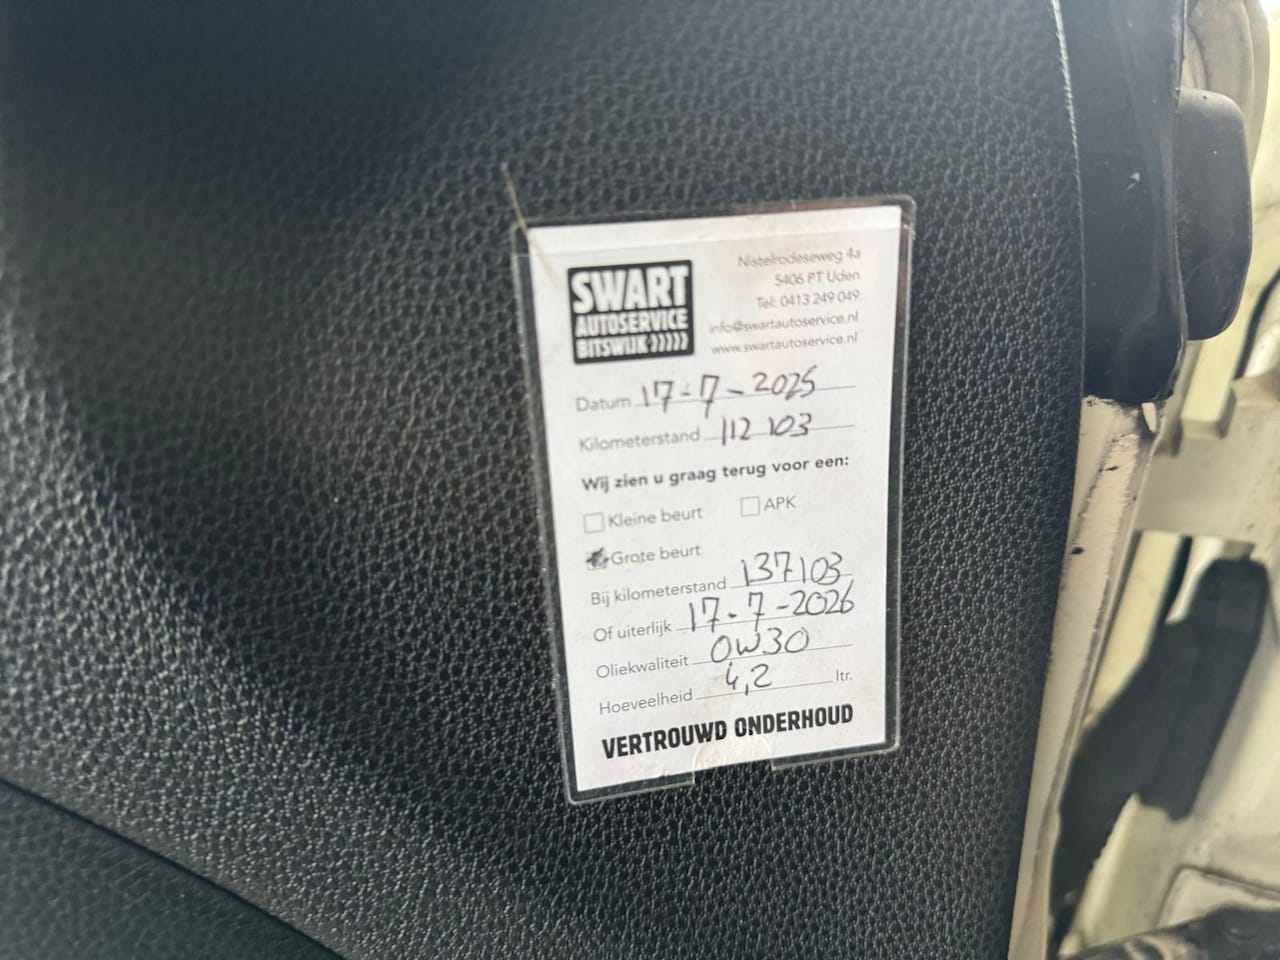 SWART
AUTOSERVICE
BITSWIJK >>>>>
Nistelrodeseweg 4a
5406 PT Uden
Tel: 0413 249 049
info@swartautoservice.nl
www.swartautoservice.nl
Datum 17-7-2025
Kilometerstand 112 103
Wij zien u graag terug voor een:
Kleine beurt APK
Grote beurt
Bij kilometerstand 137103
Of uiterlijk 17-7-2026
Oliekwaliteit 0W30
Hoeveelheid 4,2 ltr.
VERTROUWD ONDERHOUD